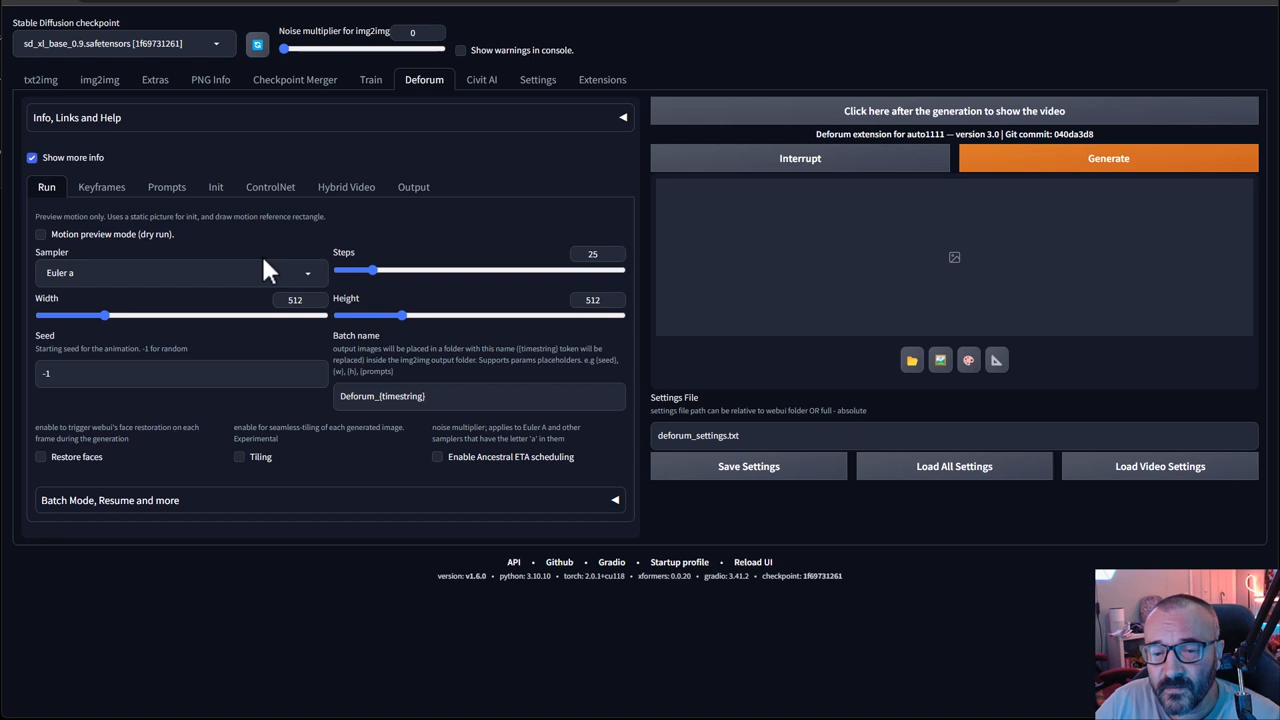 Stable Diffusion checkpoint
sd_xl_base_0.9.safetensors [1f69731261]
Noise multiplier for img2img
0
Show warnings in console.
txt2img
img2img
Extras
PNG Info
Checkpoint Merger
Train
Deforum
Civit AI
Settings
Extensions
Info, Links and Help
Show more info
Run
Keyframes
Prompts
Init
ControlNet
Hybrid Video
Output
Preview motion only. Uses a static picture for init, and draw motion reference rectangle.
Motion preview mode (dry run).
Sampler
Euler a
Steps
25
Width
512
Height
512
Seed
Starting seed for the animation. -1 for random
-1
Batch name
output images will be placed in a folder with this name ({timestring} token will be
replaced) inside the img2img output folder. Supports params placeholders. e.g {seed},
{w}, {h}, {prompts}
Deforum_{timestring}
enable to trigger webui's face restoration on each
frame during the generation
Restore faces
enable for seamless-tiling of each generated image.
Experimental
Tiling
noise multiplier; applies to Euler A and other
samplers that have the letter 'a' in them
Enable Ancestral ETA scheduling
Batch Mode, Resume and more
Click here after the generation to show the video
Deforum extension for auto1111 — version 3.0 | Git commit: 040da3d8
Interrupt
Generate
Settings File
settings file path can be relative to webui folder OR full - absolute
deforum_settings.txt
Save Settings
Load All Settings
Load Video Settings
API • Github • Gradio • Startup profile • Reload UI
version: v1.6.0 • python: 3.10.10 • torch: 2.0.1+cu118 • xformers: 0.0.20 • gradio: 3.41.2 • checkpoint: 1f69731261